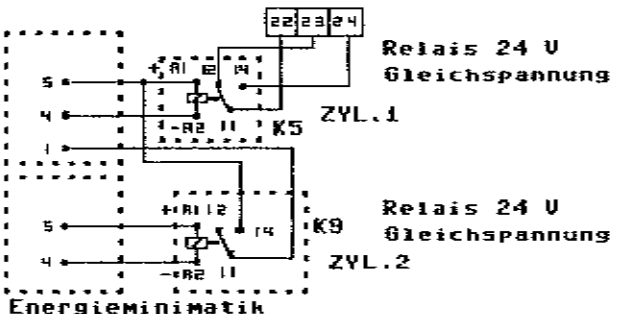 22 23 24
Relais 24 V
Gleichspannung
+ A1 12 14
5
4
-A2 11 K5 ZYL.1
1
+A1 12
14 K9 Relais 24 V
5
Gleichspannung
4
-A2 11 ZYL.2
Energieminimatik